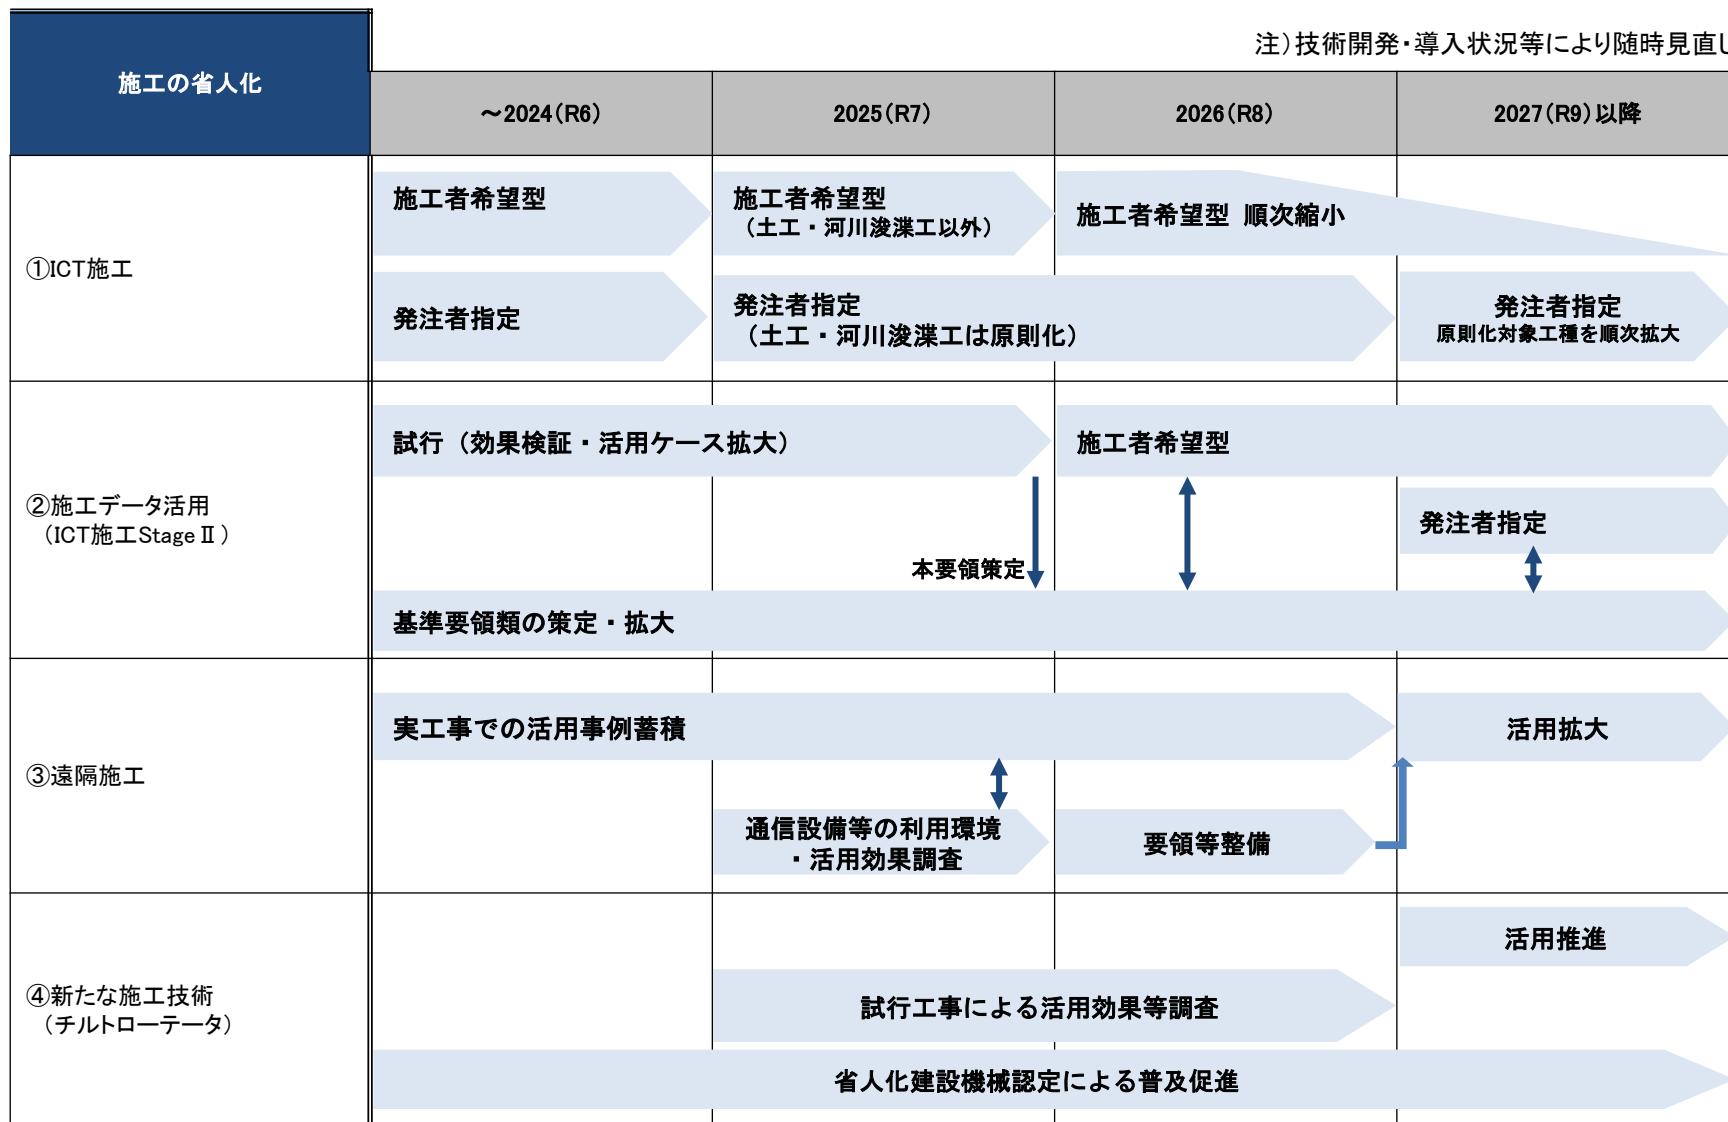 注）技術開発・導入状況等により随時見直し
施工の省人化
～2024（R6）
2025（R7）
2026（R8）
2027（R9）以降
①ICT施工
施工者希望型
施工者希望型
（土工・河川浚渫工以外）
施工者希望型 順次縮小
発注者指定
発注者指定
（土工・河川浚渫工は原則化）
発注者指定
原則化対象工種を順次拡大
②施工データ活用
（ICT施工StageⅡ）
試行（効果検証・活用ケース拡大）
施工者希望型
発注者指定
本要領策定
基準要領類の策定・拡大
③遠隔施工
実工事での活用事例蓄積
活用拡大
通信設備等の利用環境
・活用効果調査
要領等整備
④新たな施工技術
（チルトローテータ）
活用推進
試行工事による活用効果等調査
省人化建設機械認定による普及促進